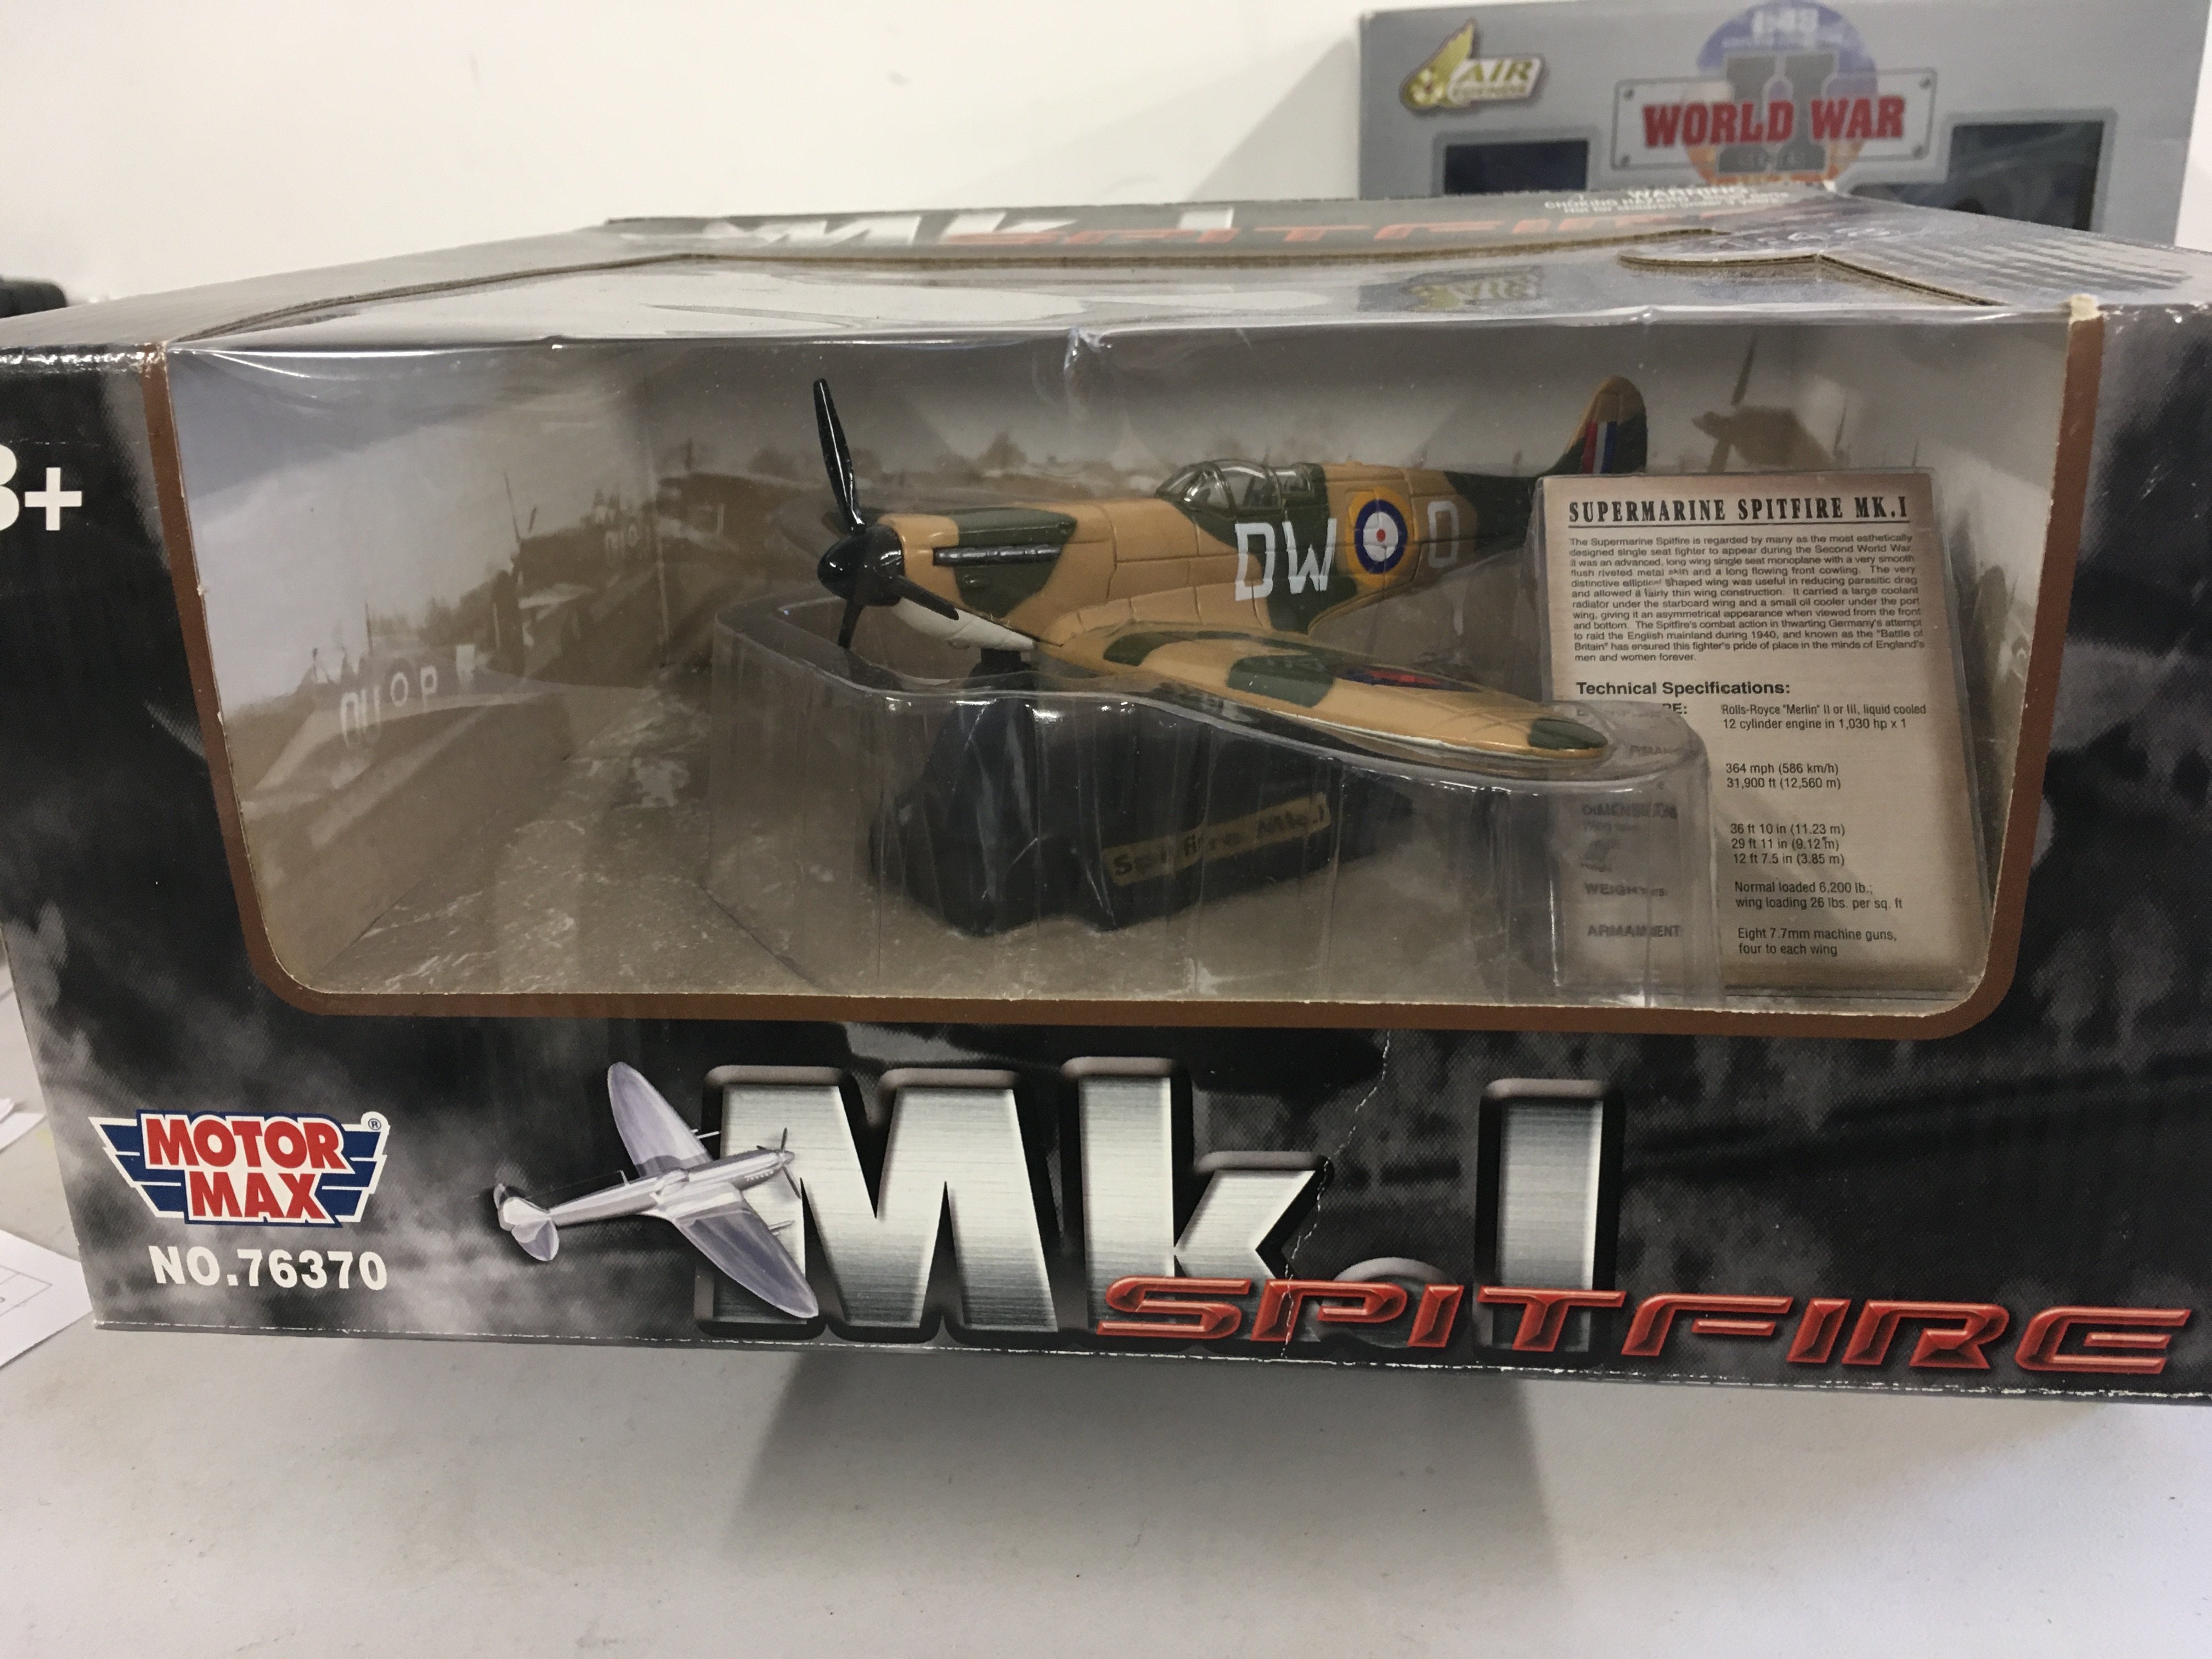 AIR
WORLD WAR
II
Mk.I
SPITFIRE
WARNING:
CHOKING HAZARD
3+
DW O
SUPERMARINE SPITFIRE MK.I
The Supermarine Spitfire is regarded by many as the most esthetically
designed single seat fighter to appear during the Second World War.
It was an advanced, long wing single seat monoplane with a very smooth
flush riveted metal skin and a long flowing front cowling. The very
distinctive elliptical shaped wing was useful in reducing parasitic drag
and allowed a fairly thin wing construction. It carried a large coolant
radiator under the starboard wing and a small oil cooler under the port
wing, giving it an asymmetrical appearance when viewed from the front
and bottom. The Spitfire's combat action in thwarting Germany's attempt
to raid the English mainland during 1940, and known as the "Battle of
Britain" has ensured this fighter's pride of place in the minds of England's
men and women forever.
Technical Specifications:
Rolls-Royce "Merlin" II or III, liquid cooled
12 cylinder engine in 1,030 hp x 1
364 mph (586 km/h)
31,900 ft (12,560 m)
DIMENSIONS
36 ft 10 in (11.23 m)
29 ft 11 in (9.12 m)
12 ft 7.5 in (3.85 m)
WEIGHTS
Normal loaded 6,200 lb.;
wing loading 26 lbs. per sq. ft
ARMAMENT:
Eight 7.7mm machine guns,
four to each wing
Spitfire Mk.I
MOTOR
MAX
®
NO.76370
Mk.I
SPITFIRE